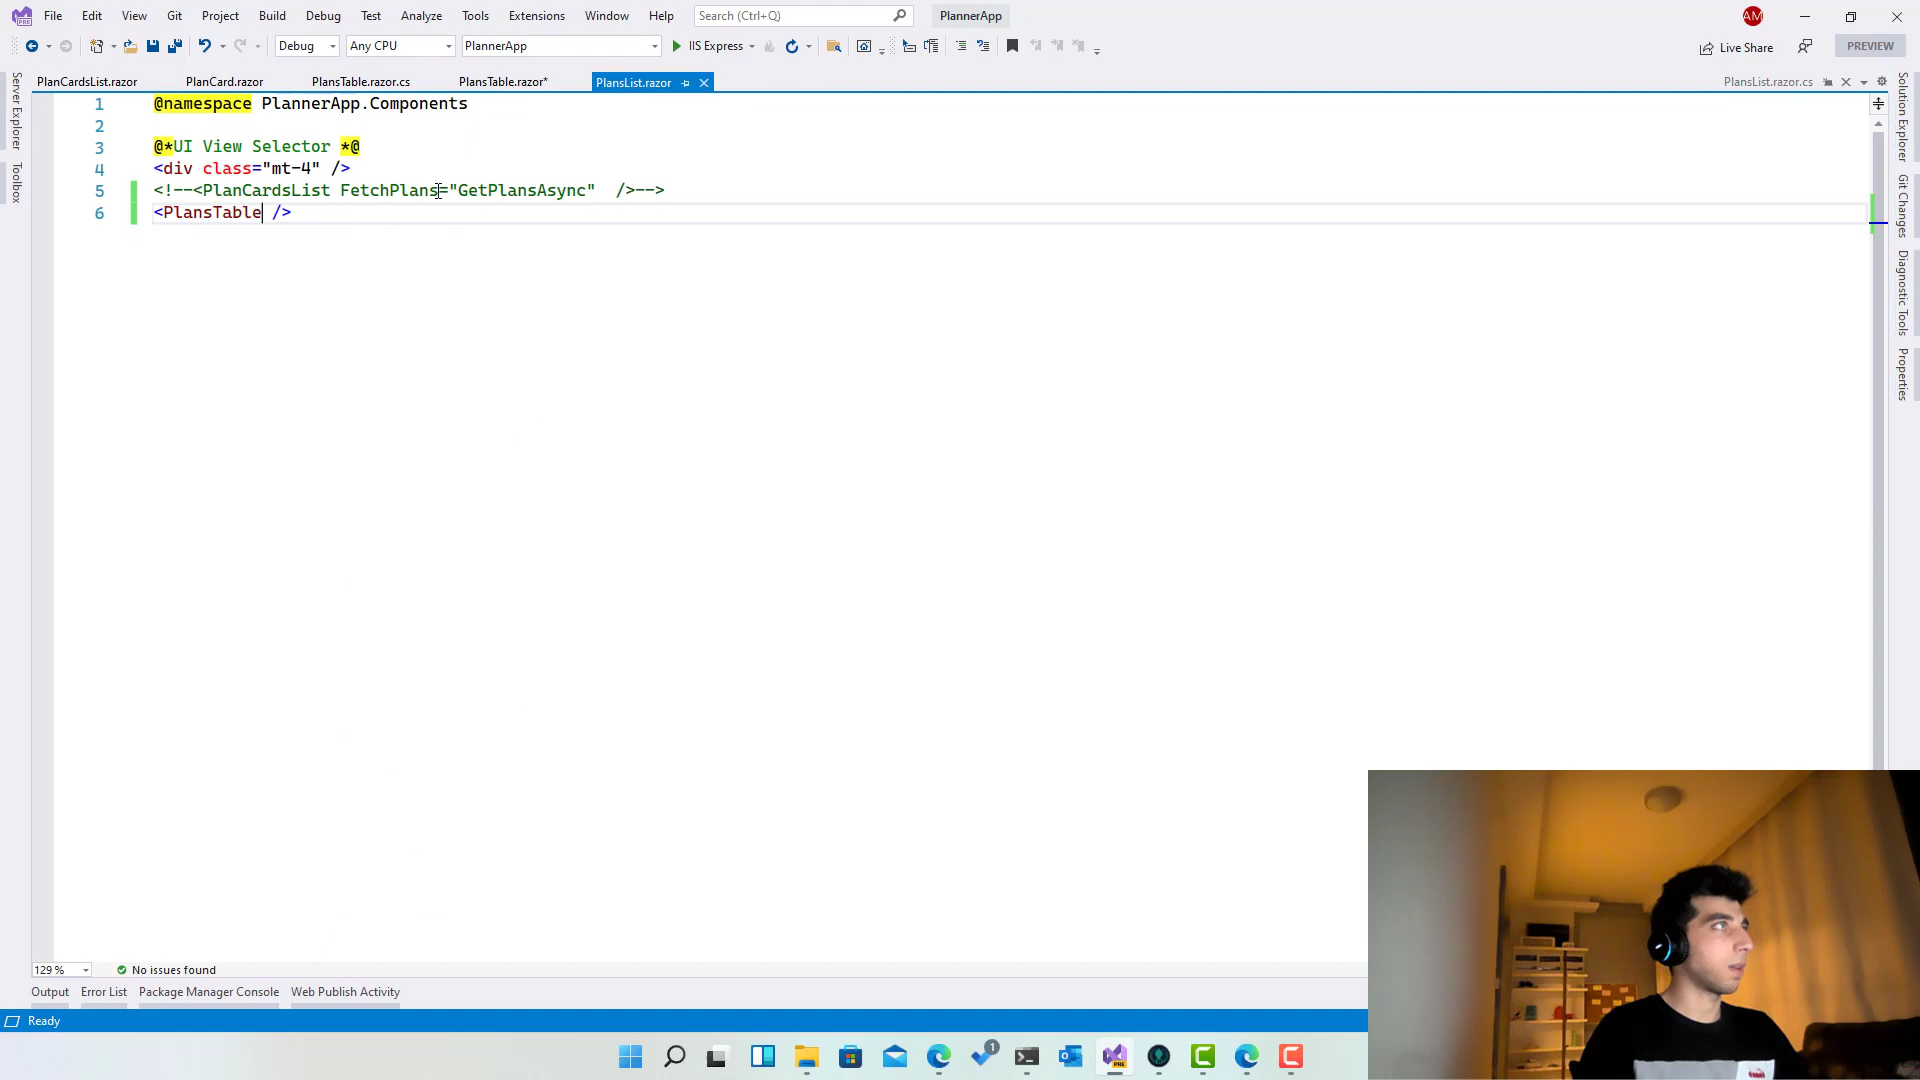 File Edit View Git Project Build Debug Test Analyze Tools Extensions Window Help Search (Ctrl+Q) PlannerApp AM
Debug Any CPU PlannerApp IIS Express Live Share PREVIEW
PlanCardsList.razor PlanCard.razor PlansTable.razor.cs PlansTable.razor* PlansList.razor PlansList.razor.cs
Server Explorer
Toolbox
Solution Explorer
Git Changes
Diagnostic Tools
Properties
1 @namespace PlannerApp.Components
2
3 @*UI View Selector *@
4 <div class="mt-4" />
5 <!--<PlanCardsList FetchPlans="GetPlansAsync"  />-->
6 <PlansTable />
129 % No issues found
Output Error List Package Manager Console Web Publish Activity
Ready
1
PRE